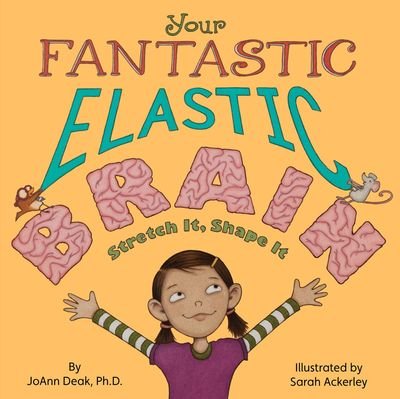 Your
FANTASTIC
ELASTIC
BRAIN
Stretch It, Shape It
By
JoAnn Deak, Ph.D.
Illustrated by
Sarah Ackerley